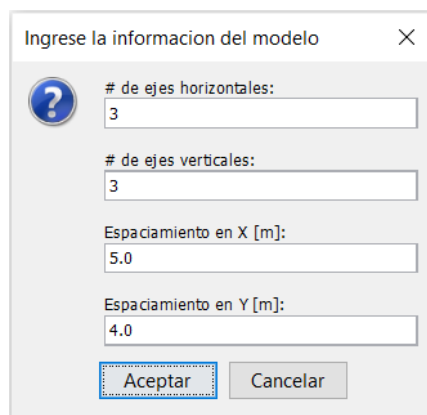 Ingrese la informacion del modelo
# de ejes horizontales:
3
# de ejes verticales:
3
Espaciamiento en X [m]:
5.0
Espaciamiento en Y [m]:
4.0
Aceptar Cancelar